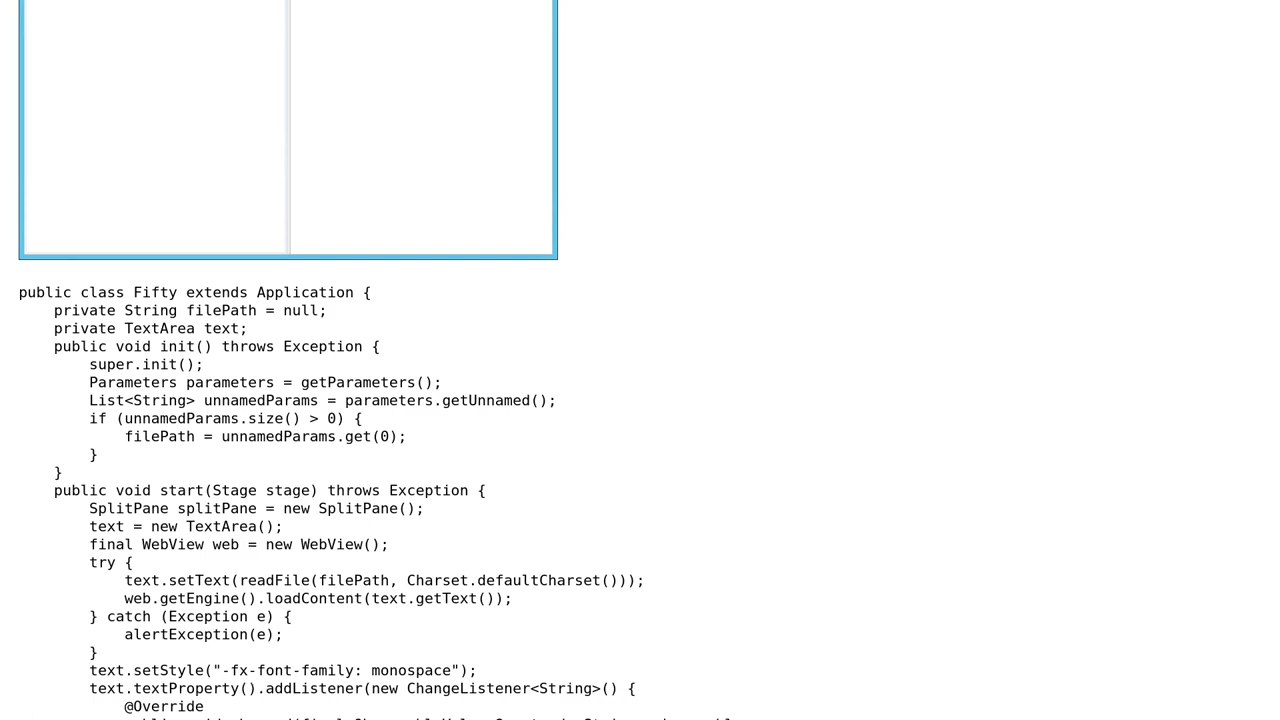 public class Fifty extends Application {
    private String filePath = null;
    private TextArea text;
    public void init() throws Exception {
        super.init();
        Parameters parameters = getParameters();
        List<String> unnamedParams = parameters.getUnnamed();
        if (unnamedParams.size() > 0) {
            filePath = unnamedParams.get(0);
        }
    }
    public void start(Stage stage) throws Exception {
        SplitPane splitPane = new SplitPane();
        text = new TextArea();
        final WebView web = new WebView();
        try {
            text.setText(readFile(filePath, Charset.defaultCharset()));
            web.getEngine().loadContent(text.getText());
        } catch (Exception e) {
            alertException(e);
        }
        text.setStyle("-fx-font-family: monospace");
        text.textProperty().addListener(new ChangeListener<String>() {
            @Override